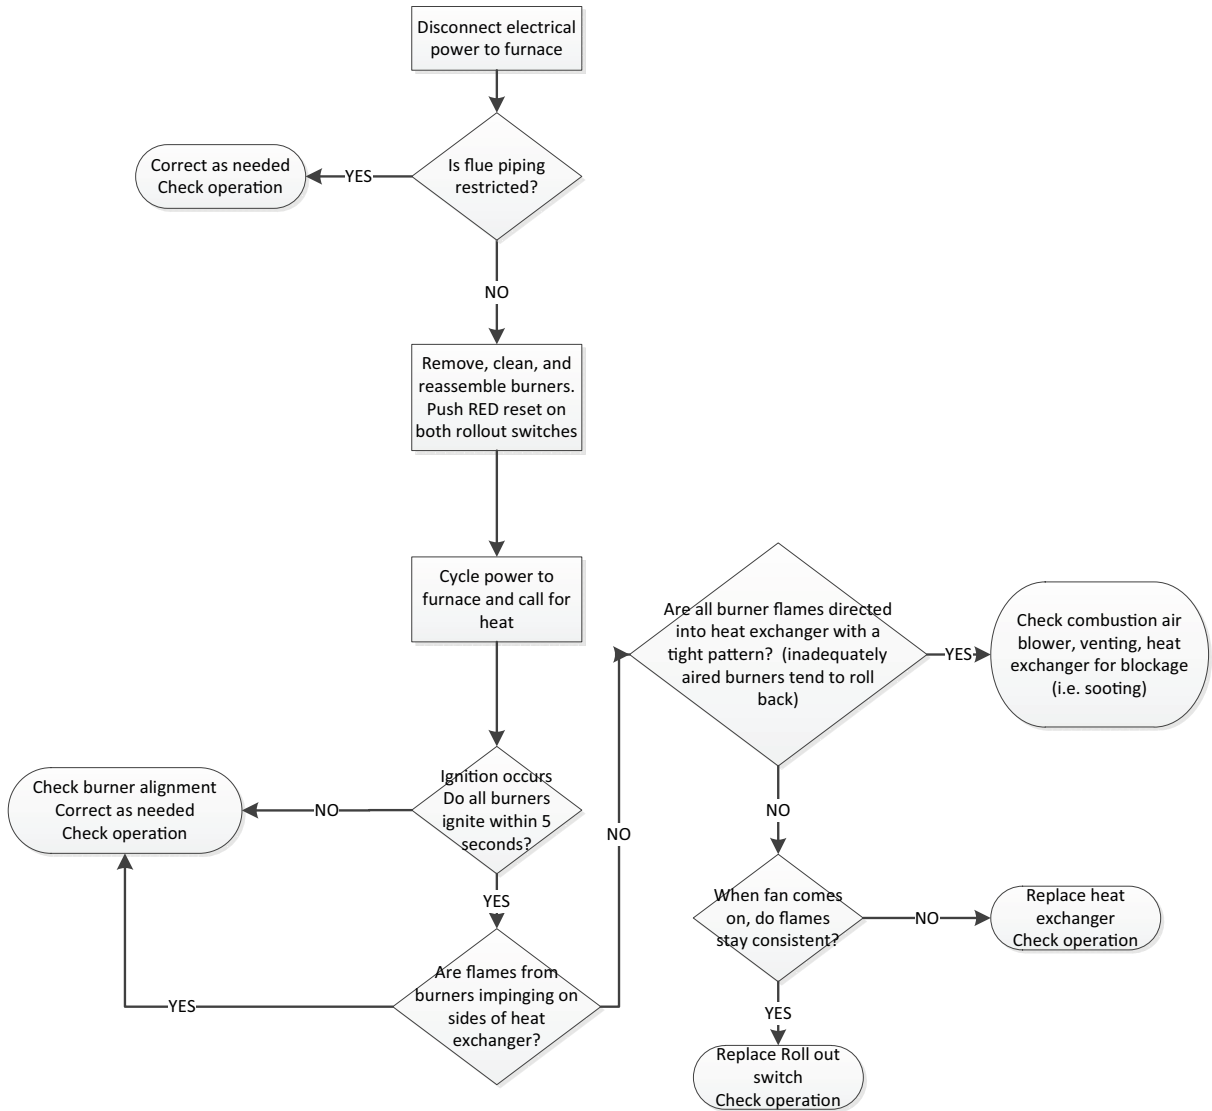 Disconnect electrical
power to furnace
Is flue piping
restricted?
YES
Correct as needed
Check operation
NO
Remove, clean, and
reassemble burners.
Push RED reset on
both rollout switches
Cycle power to
furnace and call for
heat
Ignition occurs
Do all burners
ignite within 5
seconds?
NO
Check burner alignment
Correct as needed
Check operation
YES
Are flames from
burners impinging on
sides of heat
exchanger?
YES
NO
Are all burner flames directed
into heat exchanger with a
tight pattern?  (inadequately
aired burners tend to roll
back)
YES
Check combustion air
blower, venting, heat
exchanger for blockage
(i.e. sooting)
NO
When fan comes
on, do flames
stay consistent?
NO
Replace heat
exchanger
Check operation
YES
Replace Roll out
switch
Check operation